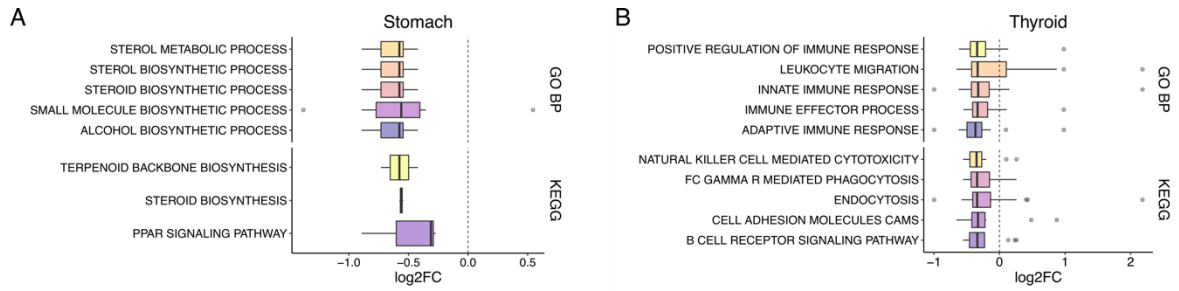 A
Stomach
STEROL METABOLIC PROCESS
STEROL BIOSYNTHETIC PROCESS
STEROID BIOSYNTHETIC PROCESS
SMALL MOLECULE BIOSYNTHETIC PROCESS
ALCOHOL BIOSYNTHETIC PROCESS
GO BP
TERPENOID BACKBONE BIOSYNTHESIS
STEROID BIOSYNTHESIS
PPAR SIGNALING PATHWAY
KEGG
−1.0 −0.5 0.0 0.5
log2FC
B
Thyroid
POSITIVE REGULATION OF IMMUNE RESPONSE
LEUKOCYTE MIGRATION
INNATE IMMUNE RESPONSE
IMMUNE EFFECTOR PROCESS
ADAPTIVE IMMUNE RESPONSE
GO BP
NATURAL KILLER CELL MEDIATED CYTOTOXICITY
FC GAMMA R MEDIATED PHAGOCYTOSIS
ENDOCYTOSIS
CELL ADHESION MOLECULES CAMS
B CELL RECEPTOR SIGNALING PATHWAY
KEGG
−1 0 1 2
log2FC